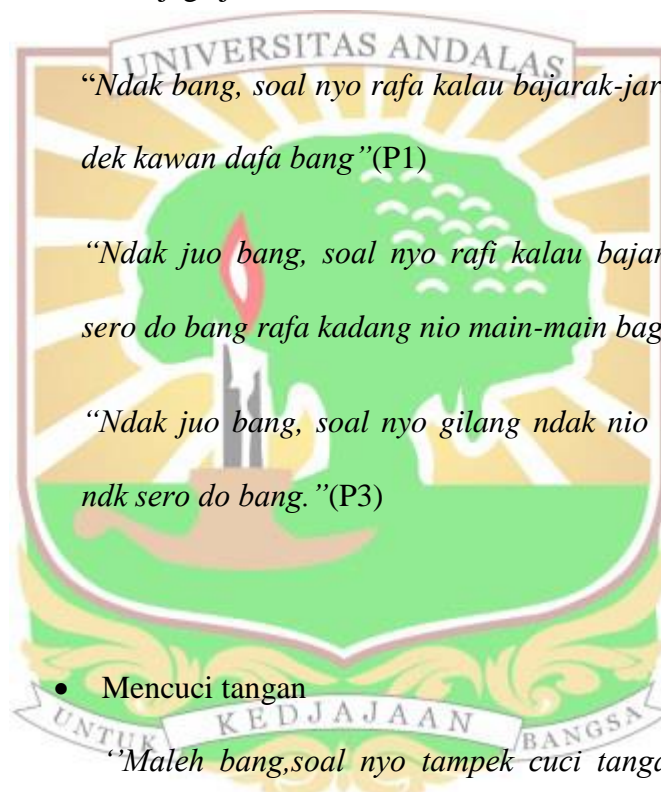 UNIVERSITAS ANDALAS
“Ndak bang, soal nyo rafa kalau bajarak-jar
dek kawan dafa bang”(P1)
“Ndak juo bang, soal nyo rafi kalau bajar
sero do bang rafa kadang nio main-main bag
“Ndak juo bang, soal nyo gilang ndak nio
ndk sero do bang.”(P3)
• Mencuci tangan
UNTUK KEDJAJAAN BANGSA
‘’Maleh bang,soal nyo tampek cuci tanga